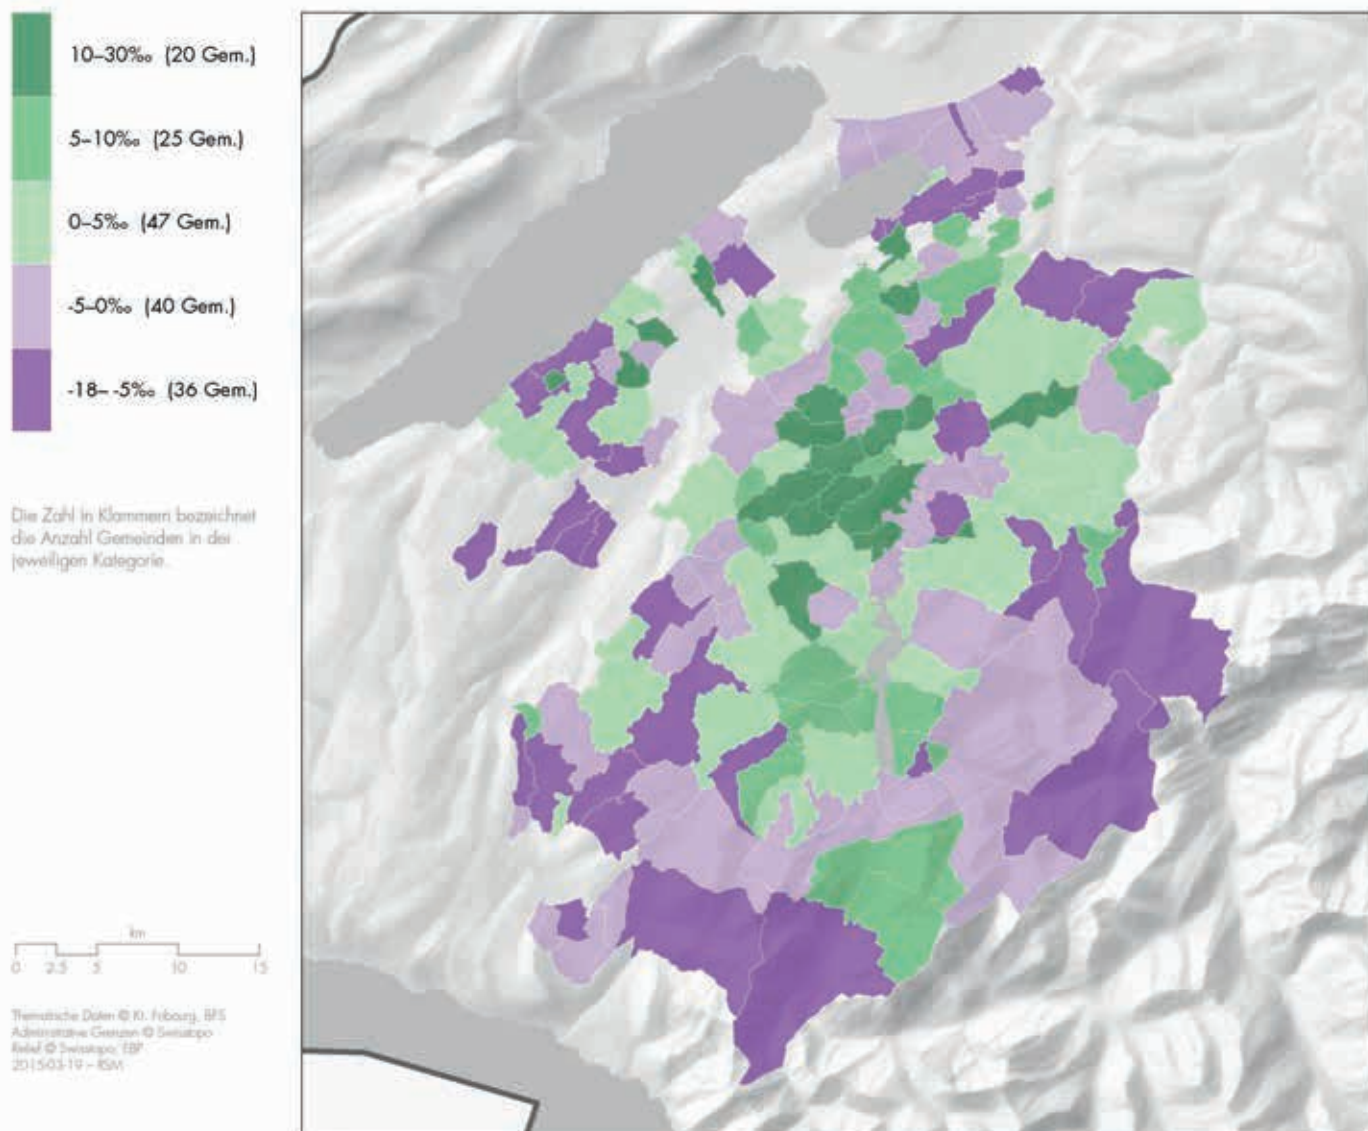 10–30‰ (20 Gem.)
5–10‰ (25 Gem.)
0–5‰ (47 Gem.)
-5–0‰ (40 Gem.)
-18– -5‰ (36 Gem.)
Die Zahl in Klammern bezeichnet
die Anzahl Gemeinden in der
jeweiligen Kategorie.
km
0 2.5 5 10 15
Thematische Daten © Kt. Fribourg, BFS
Administrative Grenzen © Swisstopo
Relief © Swisstopo, EBP
2015-03-19 – RSM